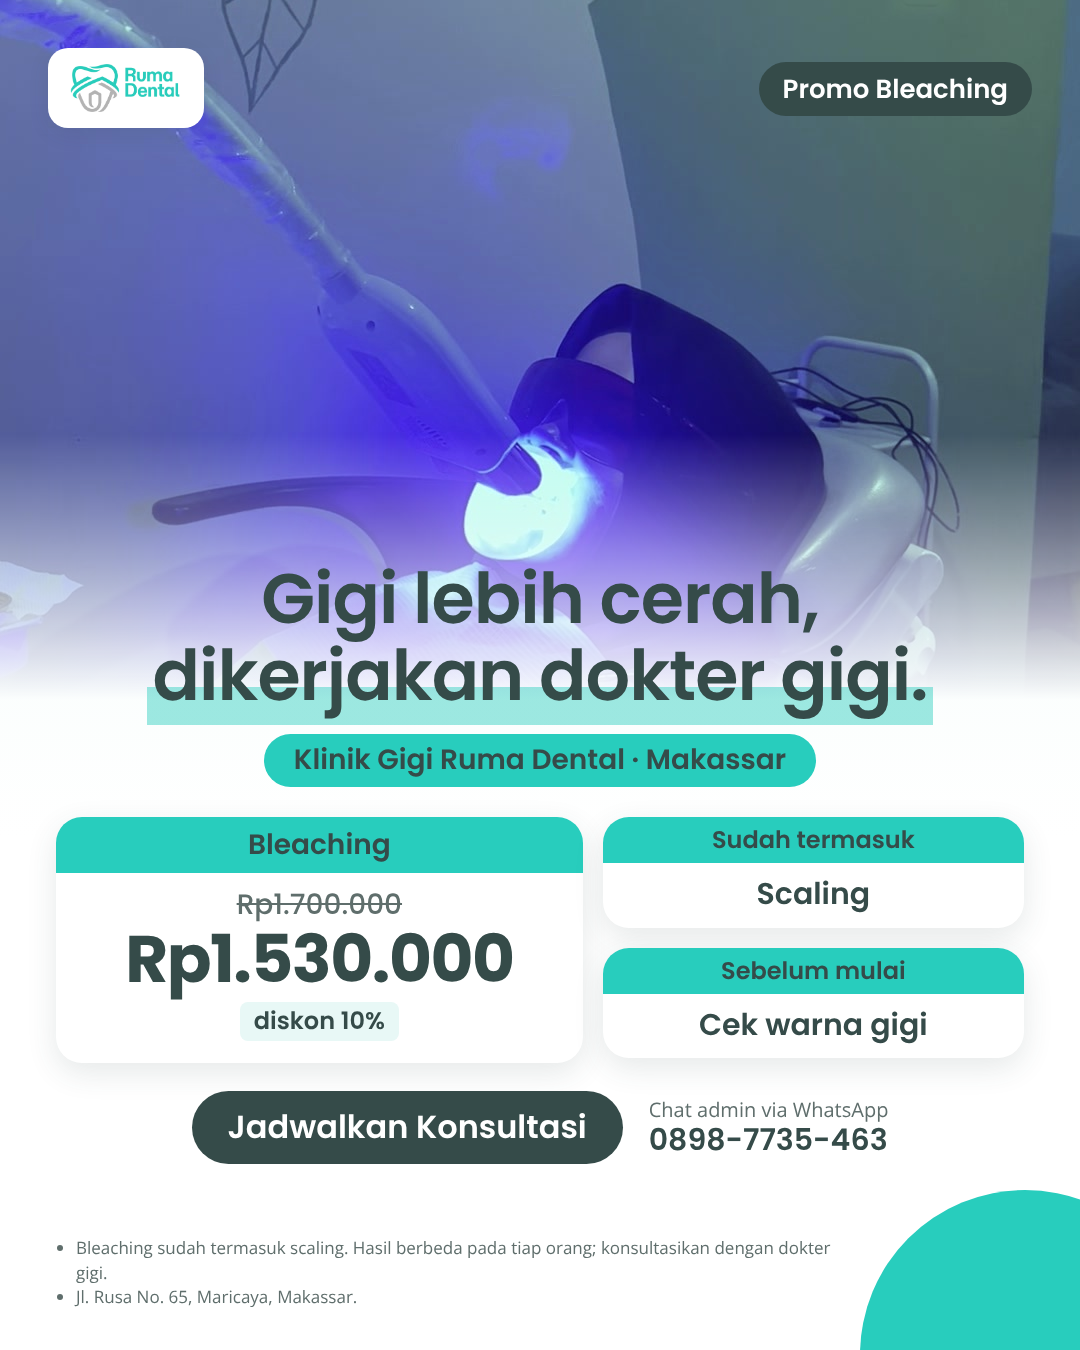 Ruma
Dental
Promo Bleaching
Gigi lebih cerah,
dikerjakan dokter gigi.
Klinik Gigi Ruma Dental · Makassar
Bleaching
Rp1.700.000
Rp1.530.000
diskon 10%
Sudah termasuk
Scaling
Sebelum mulai
Cek warna gigi
Jadwalkan Konsultasi
Chat admin via WhatsApp
0898-7735-463
• Bleaching sudah termasuk scaling. Hasil berbeda pada tiap orang; konsultasikan dengan dokter
gigi.
• Jl. Rusa No. 65, Maricaya, Makassar.